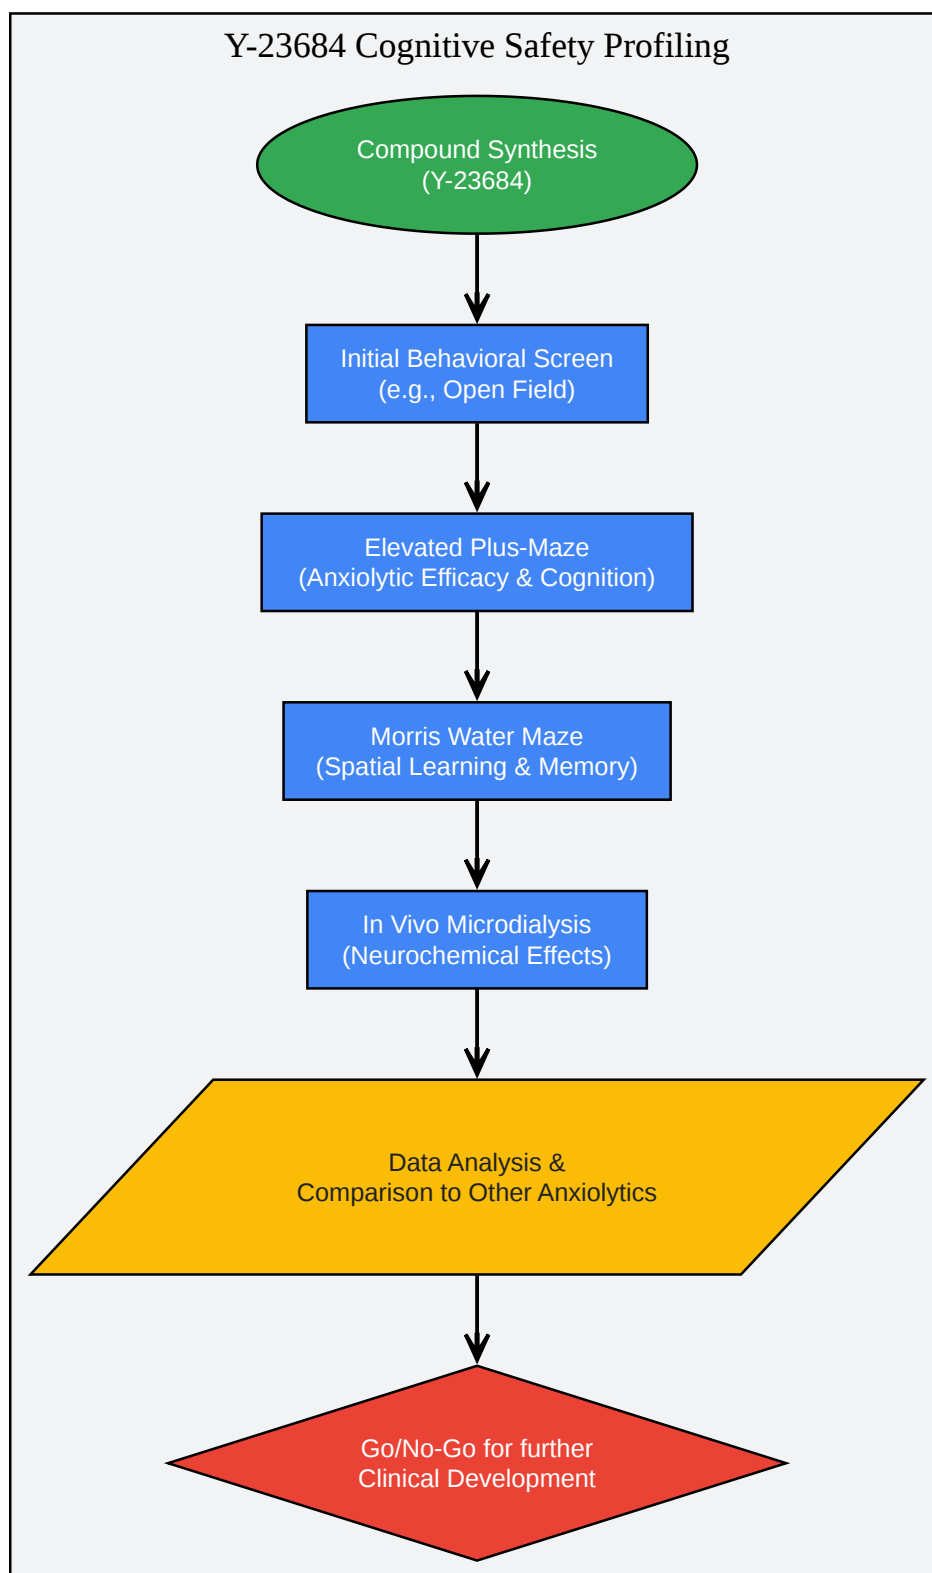 Y-23684 Cognitive Safety Profiling
Compound Synthesis
(Y-23684)
Initial Behavioral Screen
(e.g., Open Field)
Elevated Plus-Maze
(Anxiolytic Efficacy & Cognition)
Morris Water Maze
(Spatial Learning & Memory)
In Vivo Microdialysis
(Neurochemical Effects)
Data Analysis &
Comparison to Other Anxiolytics
Go/No-Go for further
Clinical Development